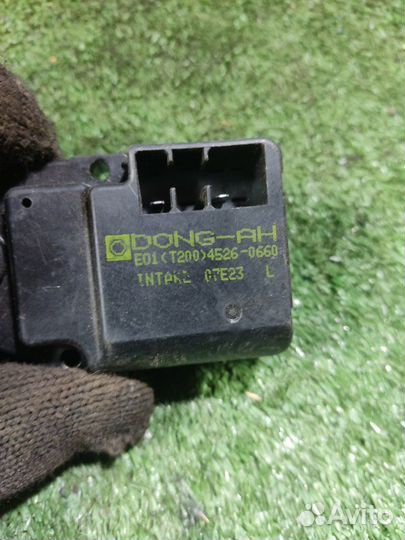 DONG-AH
E01(T200)4526-0660
INTAKE 07E23 L
Avito